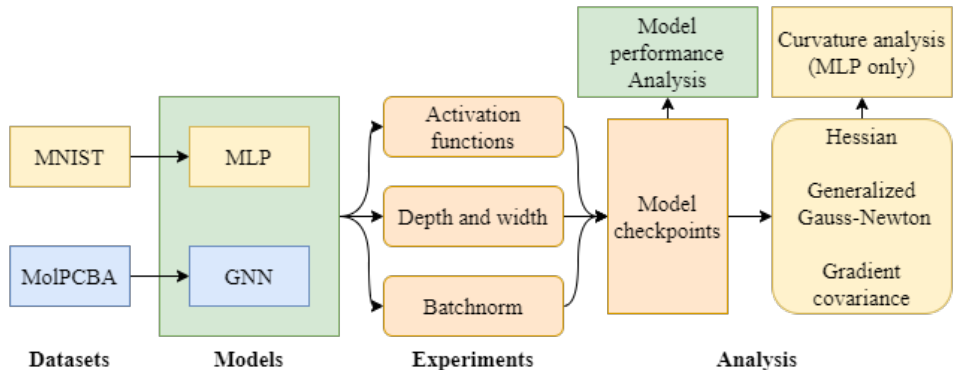 MNIST
MolPCBA
Datasets
MLP
GNN
Models
Activation
functions
Depth and width
Batchnorm
Experiments
Model
performance
Analysis
Model
checkpoints
Curvature analysis
(MLP only)
Hessian
Generalized
Gauss-Newton
Gradient
covariance
Analysis